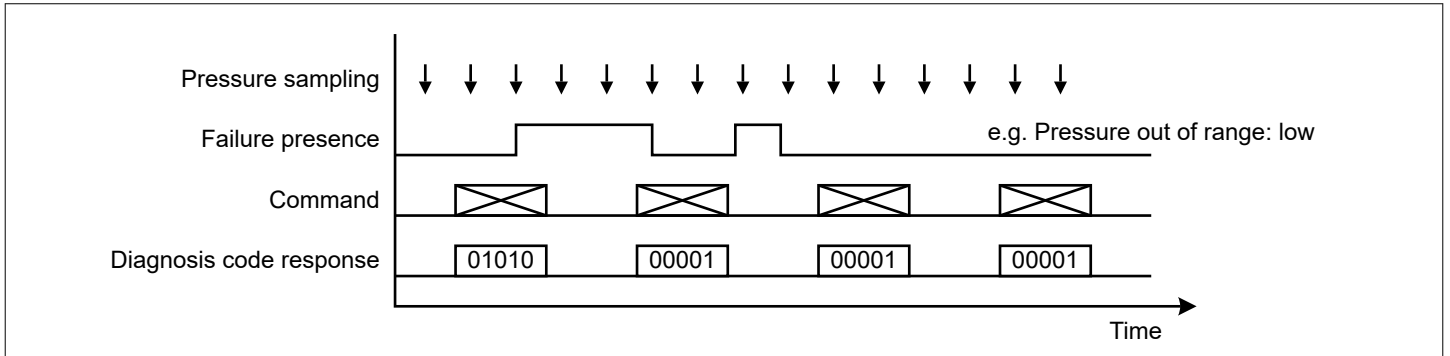 Pressure sampling
Failure presence
e.g. Pressure out of range: low
Command
Diagnosis code response
01010
00001
00001
00001
Time